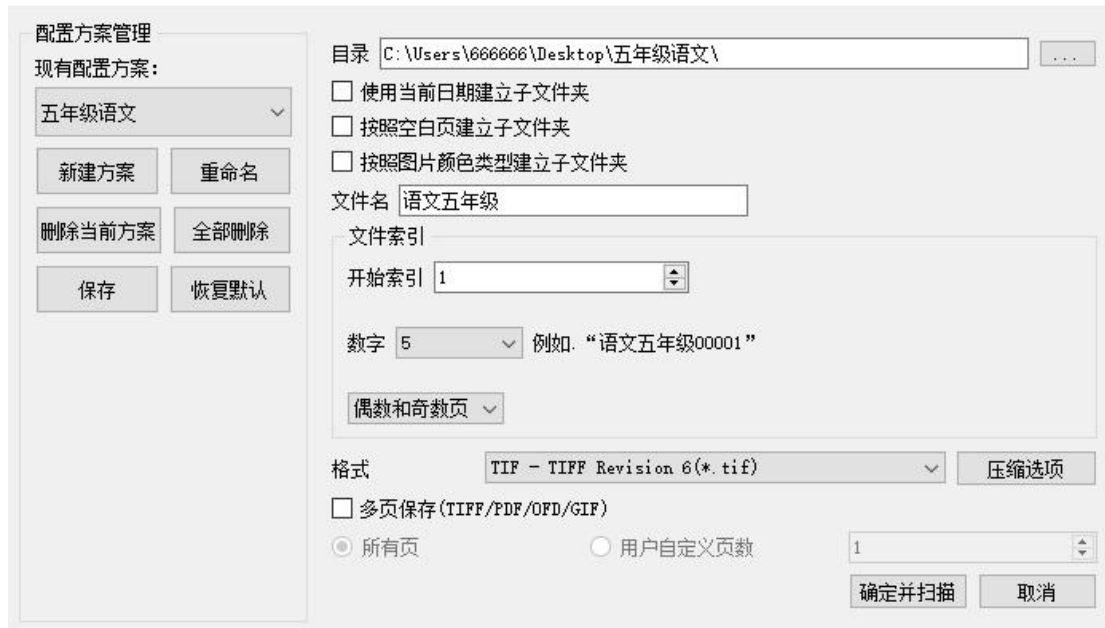 配置方案管理
现有配置方案：
五年级语文
新建方案 重命名
删除当前方案 全部删除
保存 恢复默认
目录 C:\Users\666666\Desktop\五年级语文\ ...
使用当前日期建立子文件夹
按照空白页建立子文件夹
按照图片颜色类型建立子文件夹
文件名 语文五年级
文件索引
开始索引 1
数字 5 例如.“语文五年级00001”
偶数和奇数页
格式 TIF - TIFF Revision 6(*.tif) 压缩选项
多页保存(TIFF/PDF/OFD/GIF)
所有页 用户自定义页数 1
确定并扫描 取消